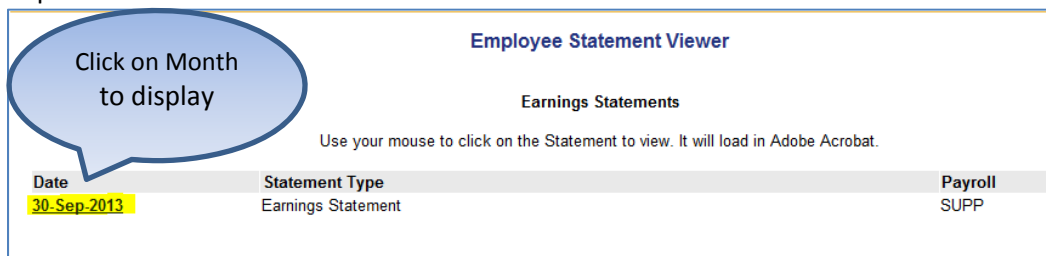 Click on Month
to display
Employee Statement Viewer
Earnings Statements
Use your mouse to click on the Statement to view. It will load in Adobe Acrobat.
Date Statement Type Payroll
30-Sep-2013 Earnings Statement SUPP